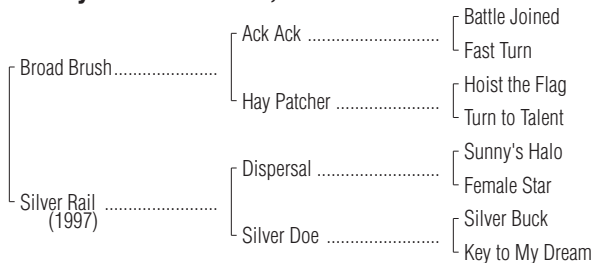 Battle Joined
Ack Ack
Fast Turn
Broad Brush
Hoist the Flag
Hay Patcher
Turn to Talent
Sunny's Halo
Dispersal
Female Star
Silver Rail
(1997)
Silver Buck
Silver Doe
Key to My Dream